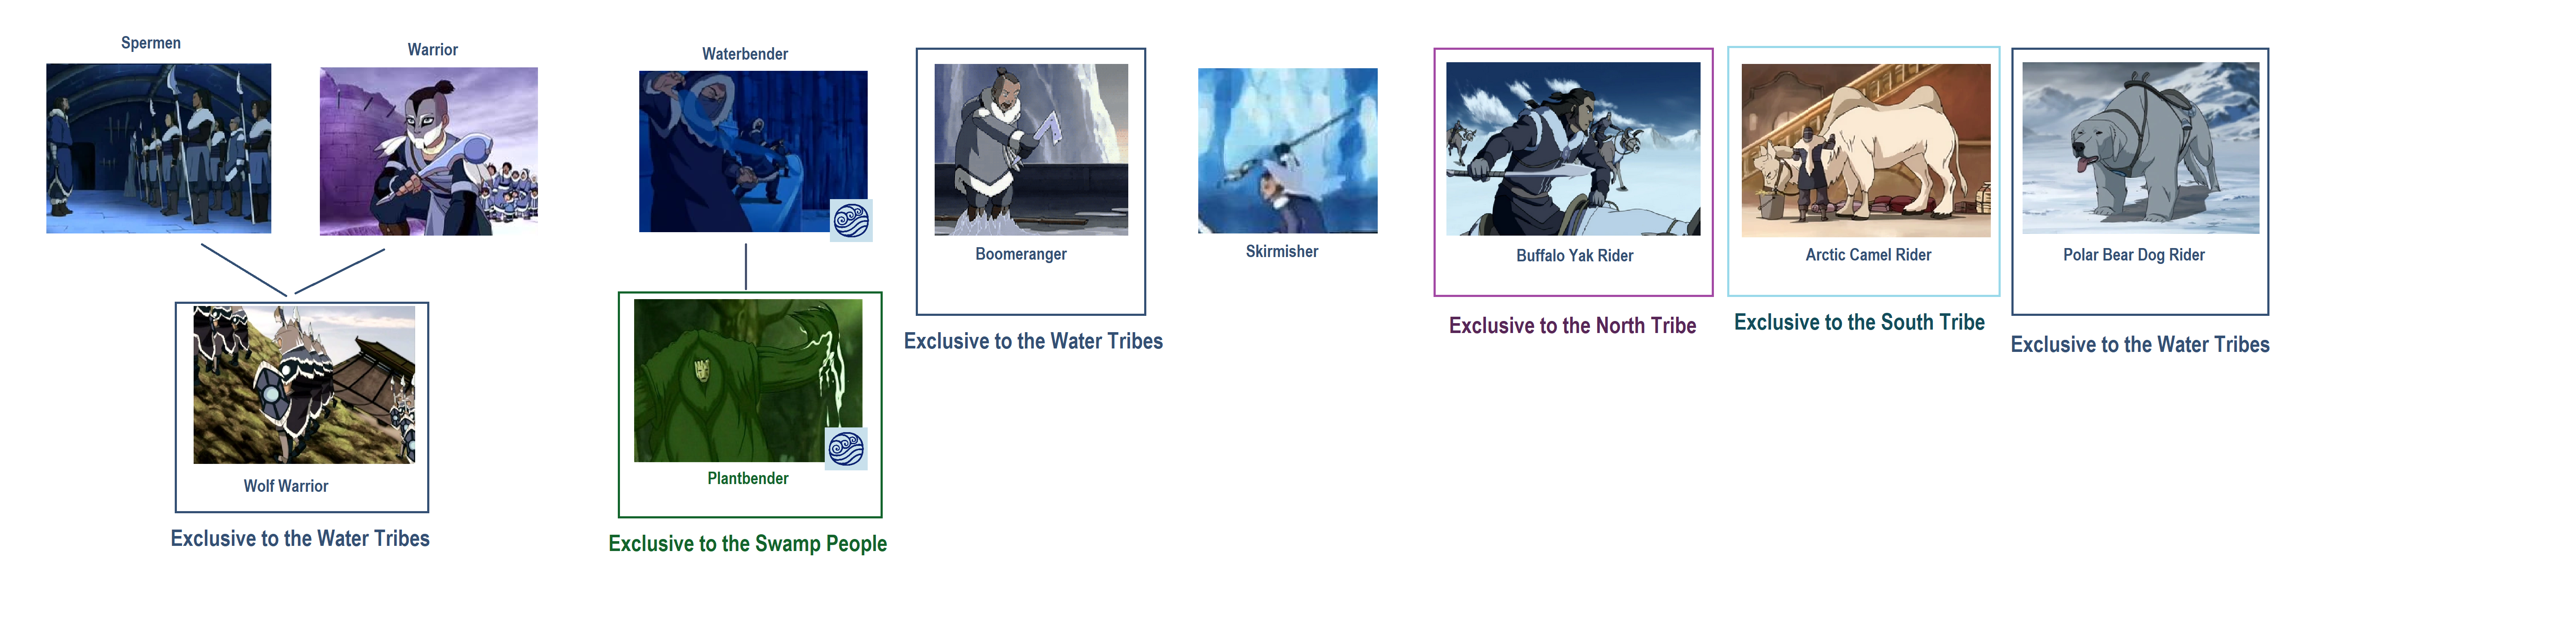 Spermen
Warrior
Waterbender
Boomeranger
Skirmisher
Buffalo Yak Rider
Arctic Camel Rider
Polar Bear Dog Rider
Exclusive to the Water Tribes
Exclusive to the North Tribe
Exclusive to the South Tribe
Exclusive to the Water Tribes
Wolf Warrior
Plantbender
Exclusive to the Water Tribes
Exclusive to the Swamp People